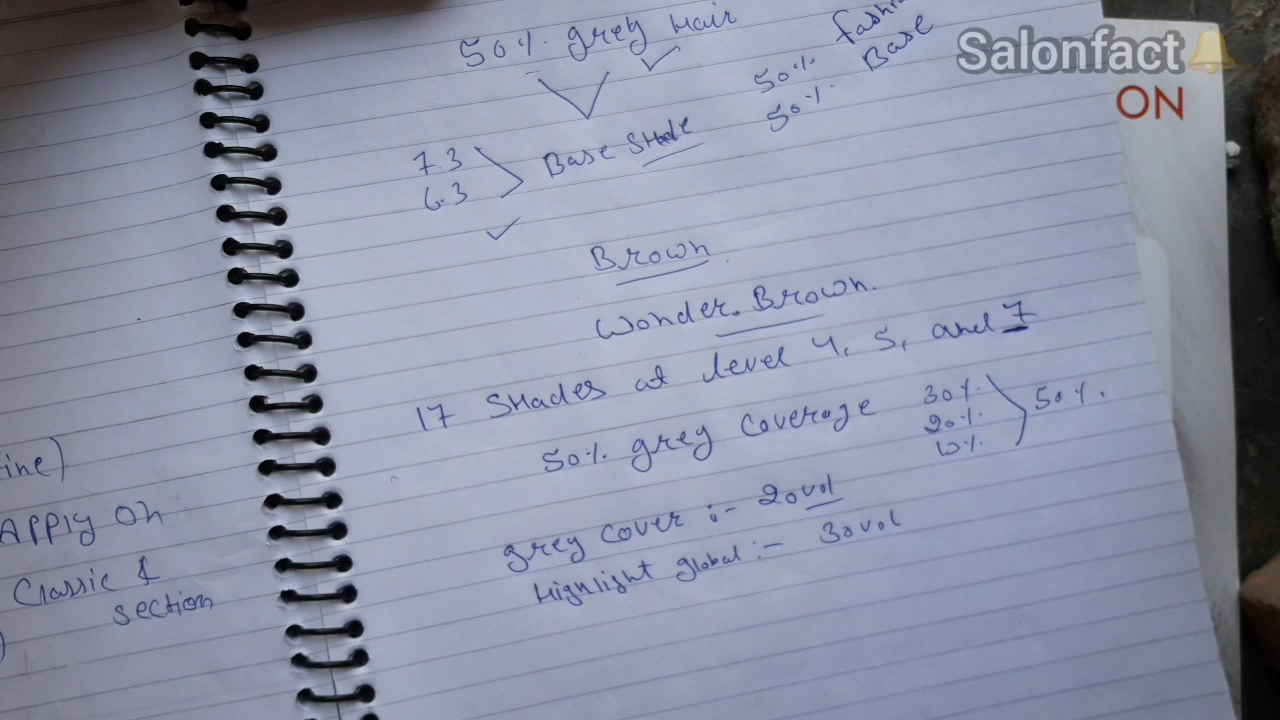 50% grey Hair
50% fashi
50% Base
7.3
6.3
Base Shade
Brown
Wonder Brown.
17 Shades at level 4, 5, and 7
50% grey coverage
30%
20%
10%
50%.
grey cover :- 20vol
Highlight global :- 30vol
ine)
APPly on
Classic &
section
)
Salonfact
ON